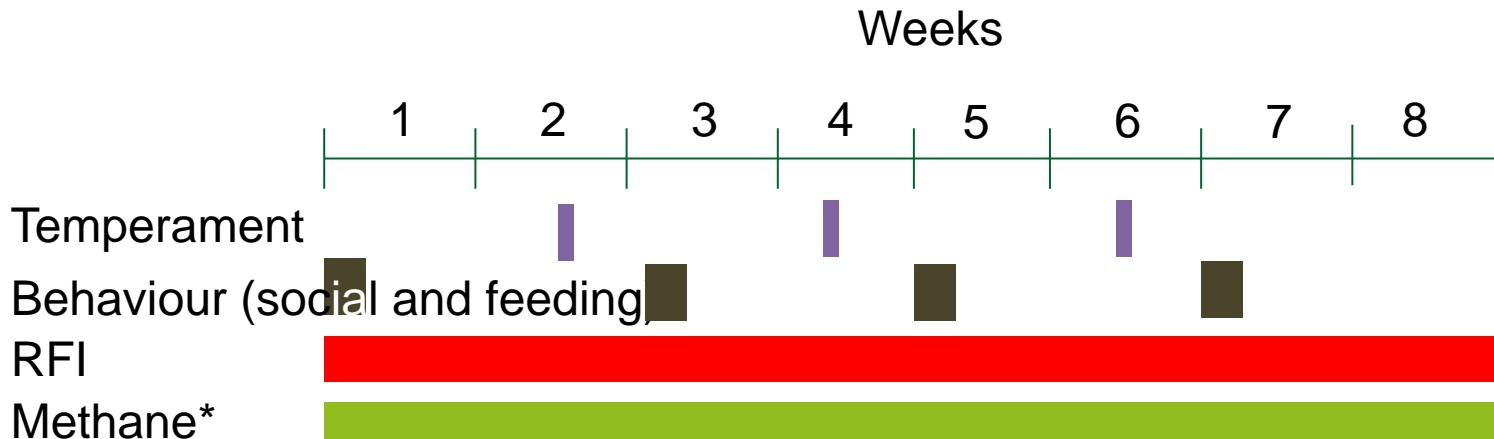 Weeks
1 2 3 4 5 6 7 8
Temperament
Behaviour (social and feeding)
RFI
Methane*